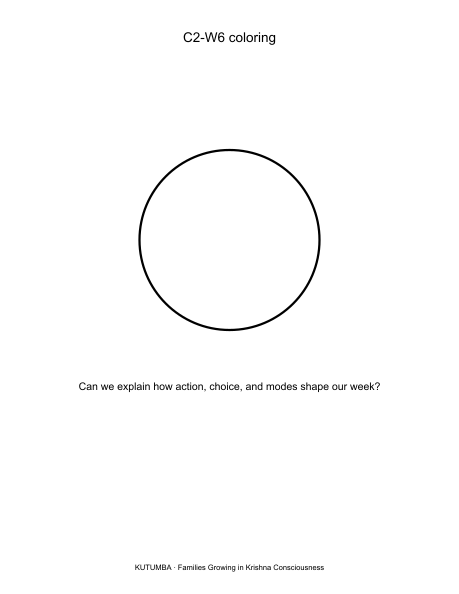 C2-W6 coloring
Can we explain how action, choice, and modes shape our week?
KUTUMBA · Families Growing in Krishna Consciousness